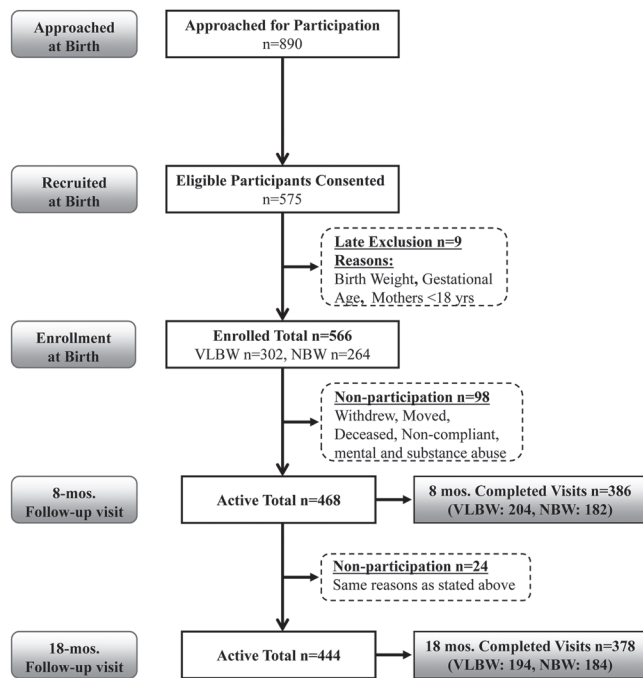 Approached
at Birth
Approached for Participation
n=890
Recruited
at Birth
Eligible Participants Consented
n=575
Late Exclusion n=9
Reasons:
Birth Weight, Gestational
Age, Mothers <18 yrs
Enrollment
at Birth
Enrolled Total n=566
VLBW n=302, NBW n=264
Non-participation n=98
Withdrew, Moved,
Deceased, Non-compliant,
mental and substance abuse
8-mos.
Follow-up visit
Active Total n=468
8 mos. Completed Visits n=386
(VLBW: 204, NBW: 182)
Non-participation n=24
Same reasons as stated above
18-mos.
Follow-up visit
Active Total n=444
18 mos. Completed Visits n=378
(VLBW: 194, NBW: 184)